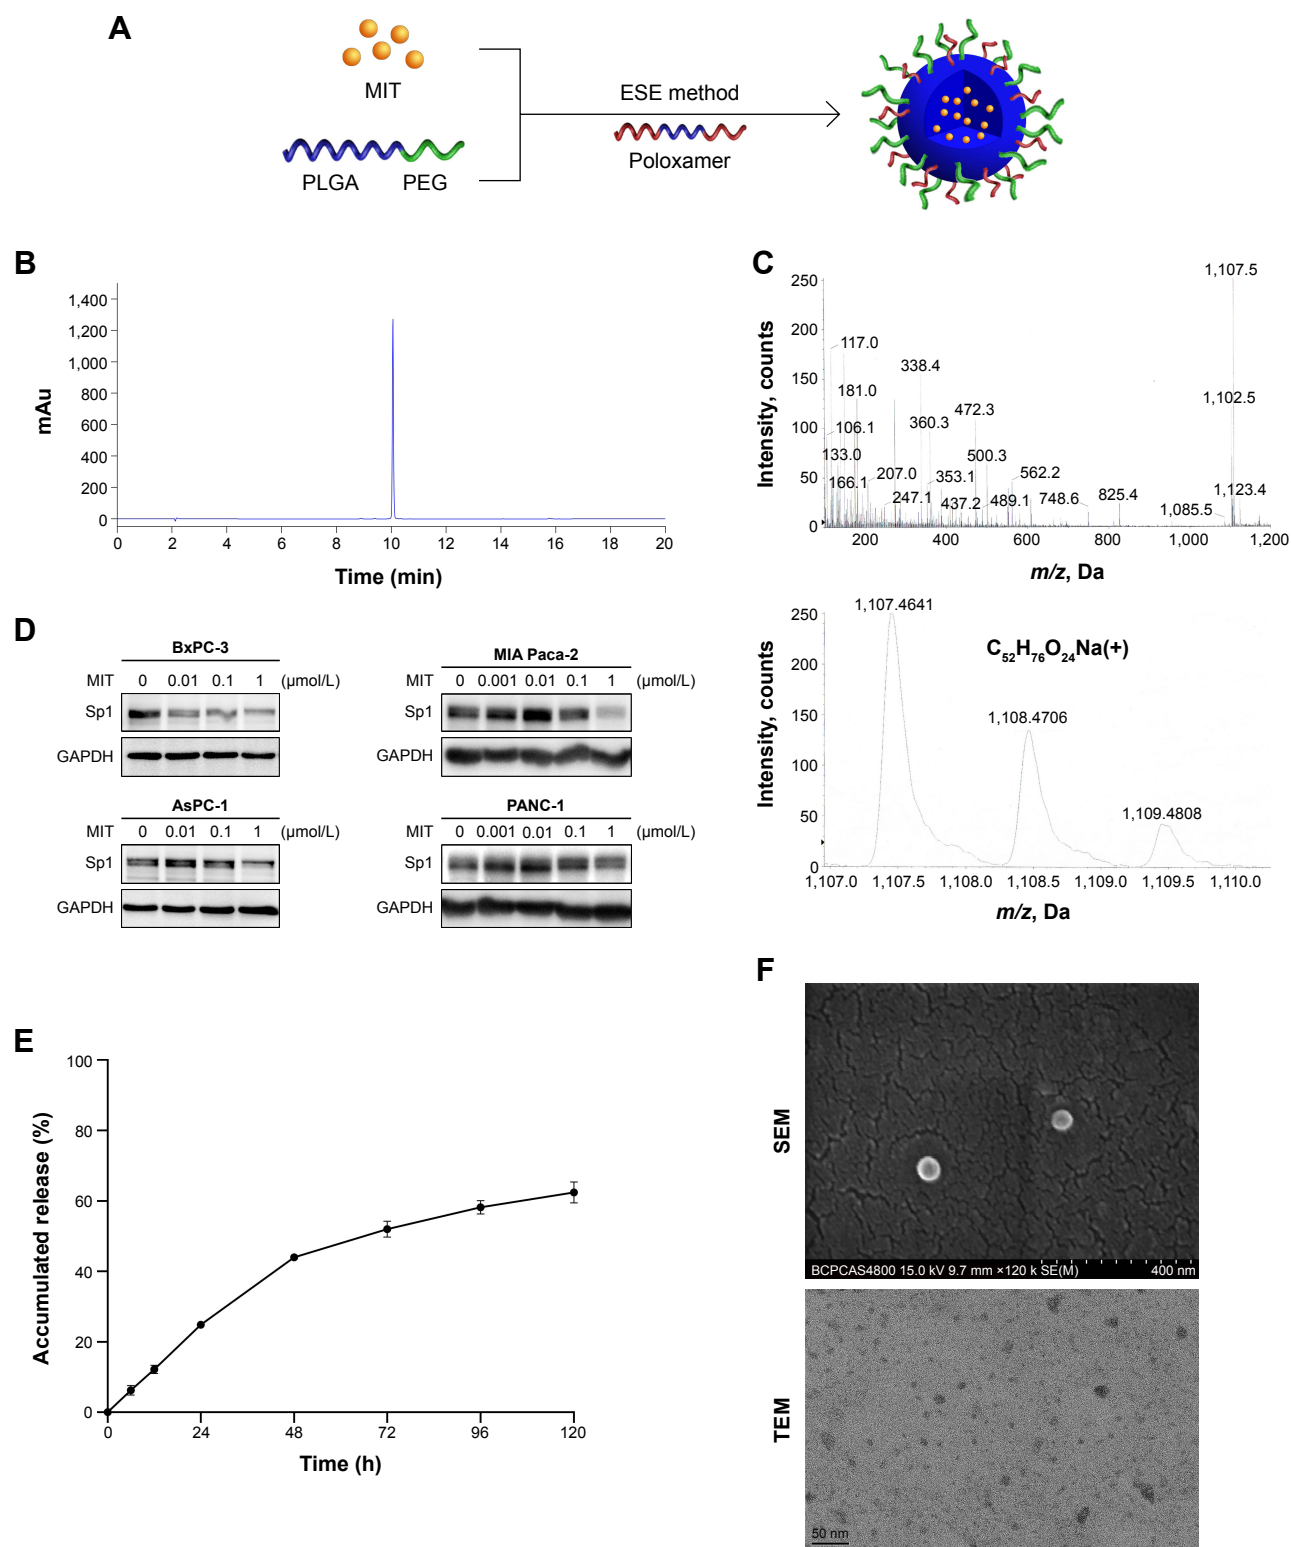 A
MIT
PLGA PEG
ESE method
Poloxamer
B
mAu
1,400
1,200
1,000
800
600
400
200
0
0 2 4 6 8 10 12 14 16 18 20
Time (min)
C
Intensity, counts
250
200
150
100
50
0
1,107.5
117.0
338.4
181.0
1,102.5
106.1
360.3
472.3
133.0
500.3
166.1
207.0
353.1
562.2
247.1
437.2
489.1
748.6
825.4
1,085.5
1,123.4
200 400 600 800 1,000 1,200
m/z, Da
Intensity, counts
250
200
150
100
50
0
1,107.4641
C52H76O24Na(+)
1,108.4706
1,109.4808
1,107.0 1,107.5 1,108.0 1,108.5 1,109.0 1,109.5 1,110.0
m/z, Da
D
BxPC-3
MIT 0 0.01 0.1 1 (µmol/L)
Sp1
GAPDH
MIA Paca-2
MIT 0 0.001 0.01 0.1 1 (µmol/L)
Sp1
GAPDH
AsPC-1
MIT 0 0.01 0.1 1 (µmol/L)
Sp1
GAPDH
PANC-1
MIT 0 0.001 0.01 0.1 1 (µmol/L)
Sp1
GAPDH
E
Accumulated release (%)
100
80
60
40
20
0
0 24 48 72 96 120
Time (h)
F
SEM
BCPCAS4800 15.0 kV 9.7 mm ×120 k SE(M) 400 nm
TEM
50 nm